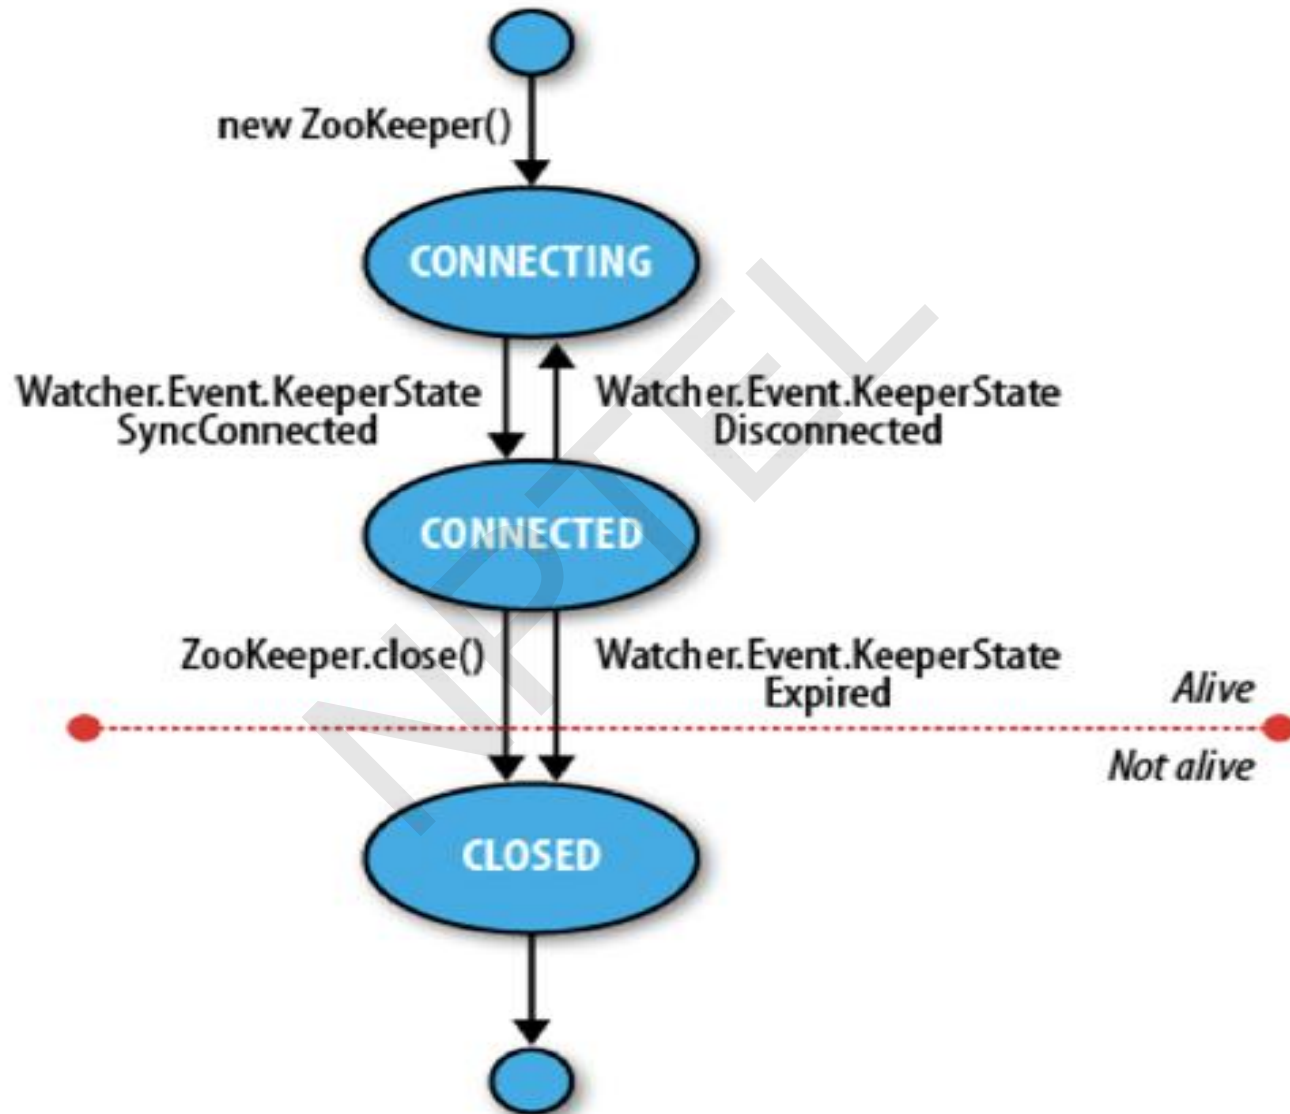 new ZooKeeper()
CONNECTING
Watcher.Event.KeeperState
SyncConnected
Watcher.Event.KeeperState
Disconnected
CONNECTED
ZooKeeper.close()
Watcher.Event.KeeperState
Expired
Alive
Not alive
CLOSED
NPTEL